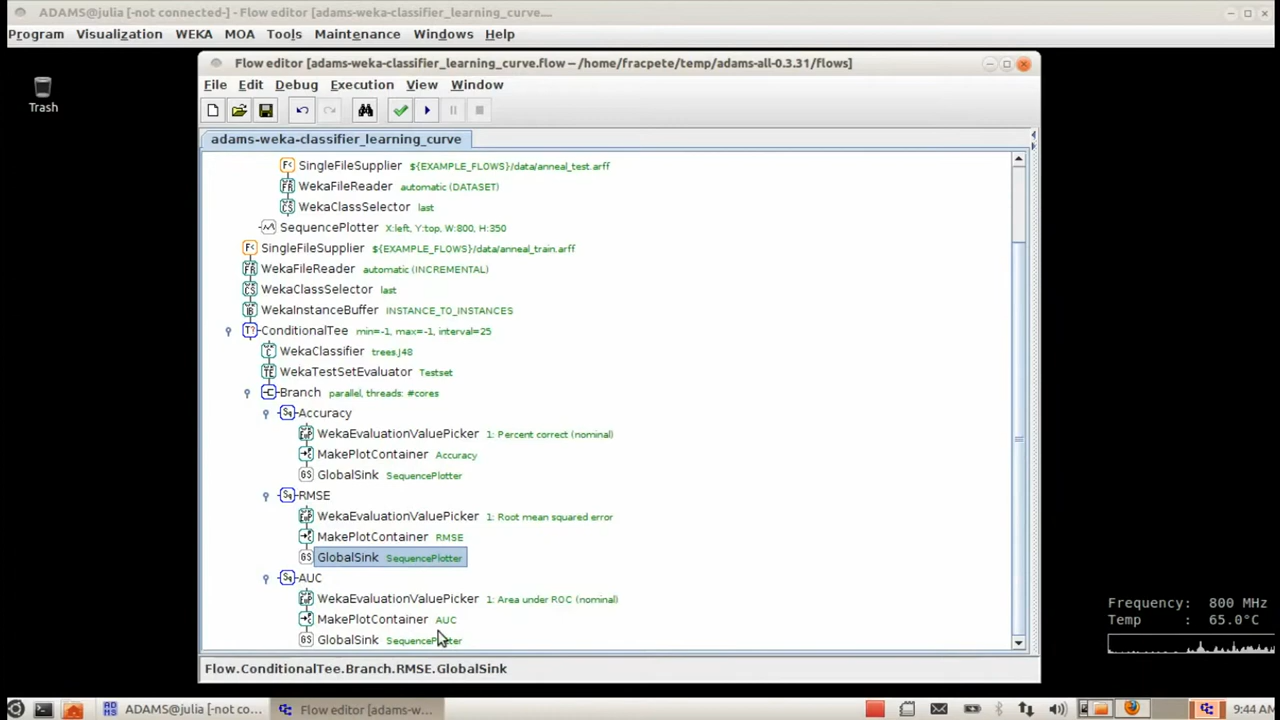 ADAMS@julia [-not connected-] - Flow editor [adams-weka-classifier_learning_curve....
Program Visualization WEKA MOA Tools Maintenance Windows Help
Trash
Flow editor [adams-weka-classifier_learning_curve.flow – /home/fracpete/temp/adams-all-0.3.31/flows]
File Edit Debug Execution View Window
adams-weka-classifier_learning_curve
SingleFileSupplier ${EXAMPLE_FLOWS}/data/anneal_test.arff
WekaFileReader automatic (DATASET)
WekaClassSelector last
SequencePlotter X:left, Y:top, W:800, H:350
SingleFileSupplier ${EXAMPLE_FLOWS}/data/anneal_train.arff
WekaFileReader automatic (INCREMENTAL)
WekaClassSelector last
WekaInstanceBuffer INSTANCE_TO_INSTANCES
ConditionalTee min=-1, max=-1, interval=25
WekaClassifier trees.J48
WekaTestSetEvaluator Testset
Branch parallel, threads: #cores
Accuracy
WekaEvaluationValuePicker 1: Percent correct (nominal)
MakePlotContainer Accuracy
GlobalSink SequencePlotter
RMSE
WekaEvaluationValuePicker 1: Root mean squared error
MakePlotContainer RMSE
GlobalSink SequencePlotter
AUC
WekaEvaluationValuePicker 1: Area under ROC (nominal)
MakePlotContainer AUC
GlobalSink SequencePlotter
Flow.ConditionalTee.Branch.RMSE.GlobalSink
Frequency: 800 MHz
Temp : 65.0°C
ADAMS@julia [-not co... Flow editor [adams-w... 9:44 AM